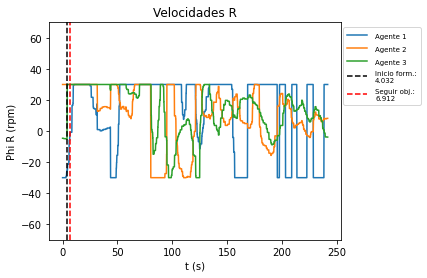 Velocidades R
Phi R (rpm)
60
40
20
0
−20
−40
−60
0
50
100
150
200
250
t (s)
Agente 1
Agente 2
Agente 3
Inicio form.:
4.032
Seguir obj.:
6.912